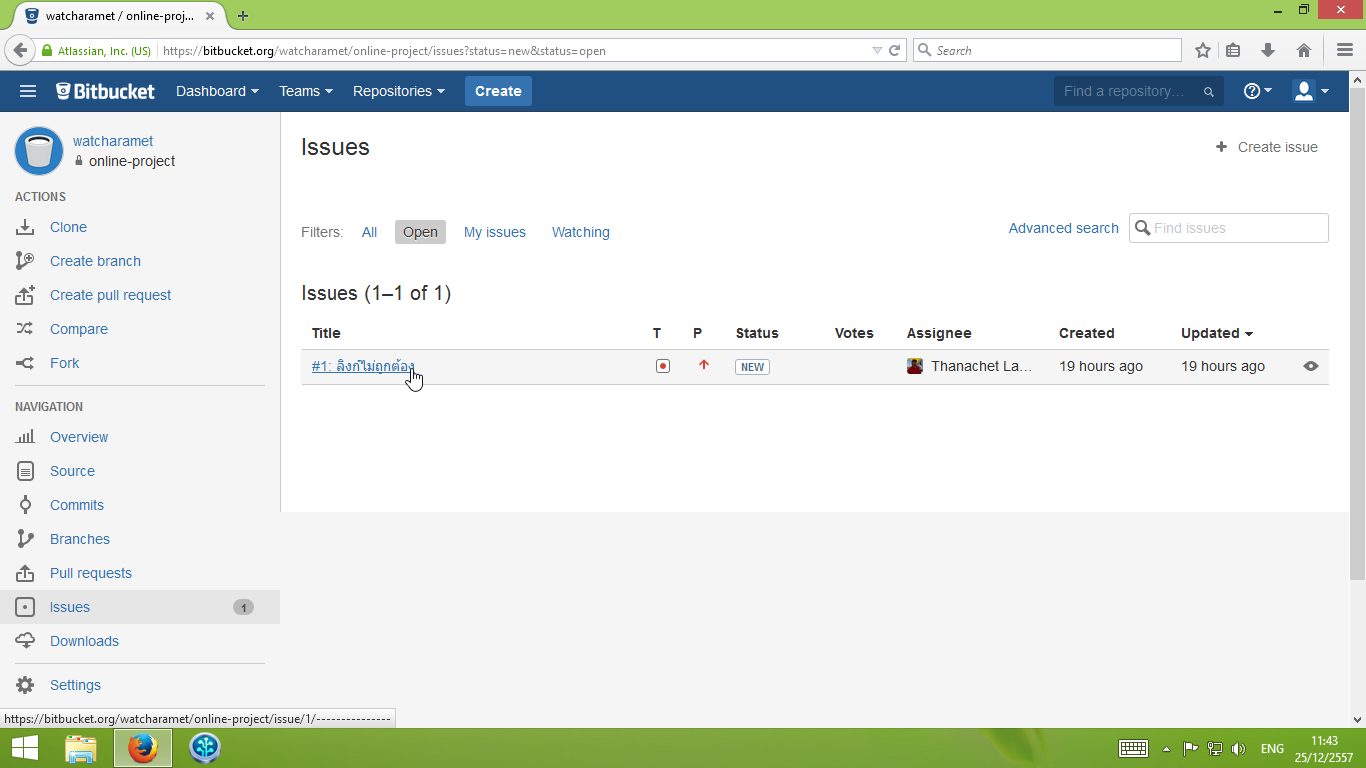 watcharamet / online-proj...
Atlassian, Inc. (US)
https://bitbucket.org/watcharamet/online-project/issues?status=new&status=open
Search
Bitbucket
Dashboard
Teams
Repositories
Create
Find a repository...
watcharamet
online-project
ACTIONS
Clone
Create branch
Create pull request
Compare
Fork
NAVIGATION
Overview
Source
Commits
Branches
Pull requests
Issues 1
Downloads
Settings
Issues
Create issue
Filters: All Open My issues Watching
Advanced search
Find issues
Issues (1–1 of 1)
Title T P Status Votes Assignee Created Updated
#1: ลิงก์ไม่ถูกต้อง NEW Thanachet La... 19 hours ago 19 hours ago
https://bitbucket.org/watcharamet/online-project/issue/1/---------------
ENG
11:43
25/12/2557